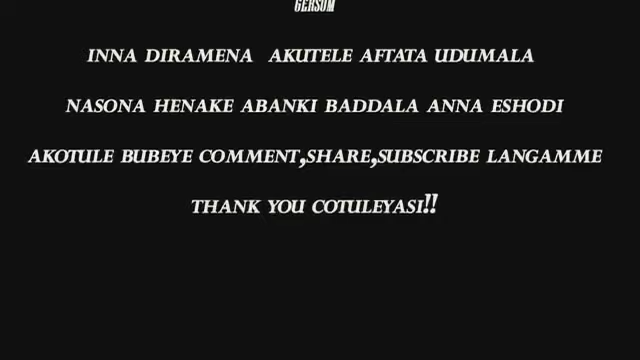 GERSOM
INNA DIRAMENA AKUTELE AFTATA UDUMALA
NASONA HENAKE ABANKI BADDALA ANNA ESHODI
AKOTULE BUBEYE COMMENT,SHARE,SUBSCRIBE LANGAMME
THANK YOU COTULEYASI!!